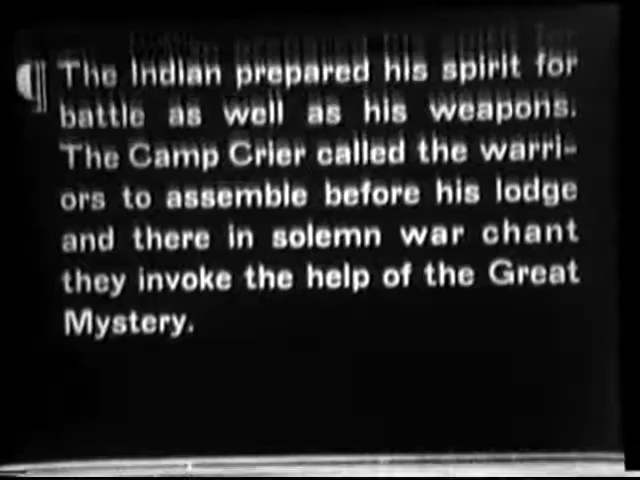 ¶ The Indian prepared his spirit for
battle as well as his weapons.
The Camp Crier called the warri-
ors to assemble before his lodge
and there in solemn war chant
they invoke the help of the Great
Mystery.